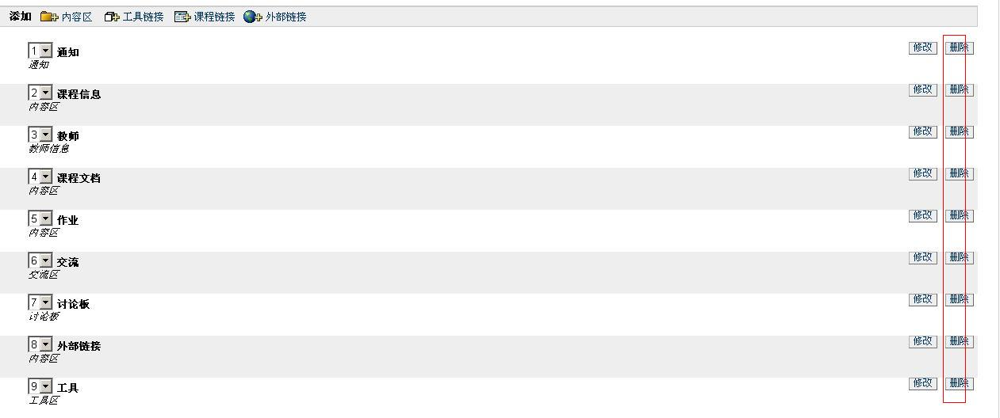 添加 内容区 工具链接 课程链接 外部链接
1 通知 修改 删除
通知
2 课程信息 修改 删除
内容区
3 教师 修改 删除
教师信息
4 课程文档 修改 删除
内容区
5 作业 修改 删除
内容区
6 交流 修改 删除
交流区
7 讨论板 修改 删除
讨论板
8 外部链接 修改 删除
内容区
9 工具 修改 删除
工具区